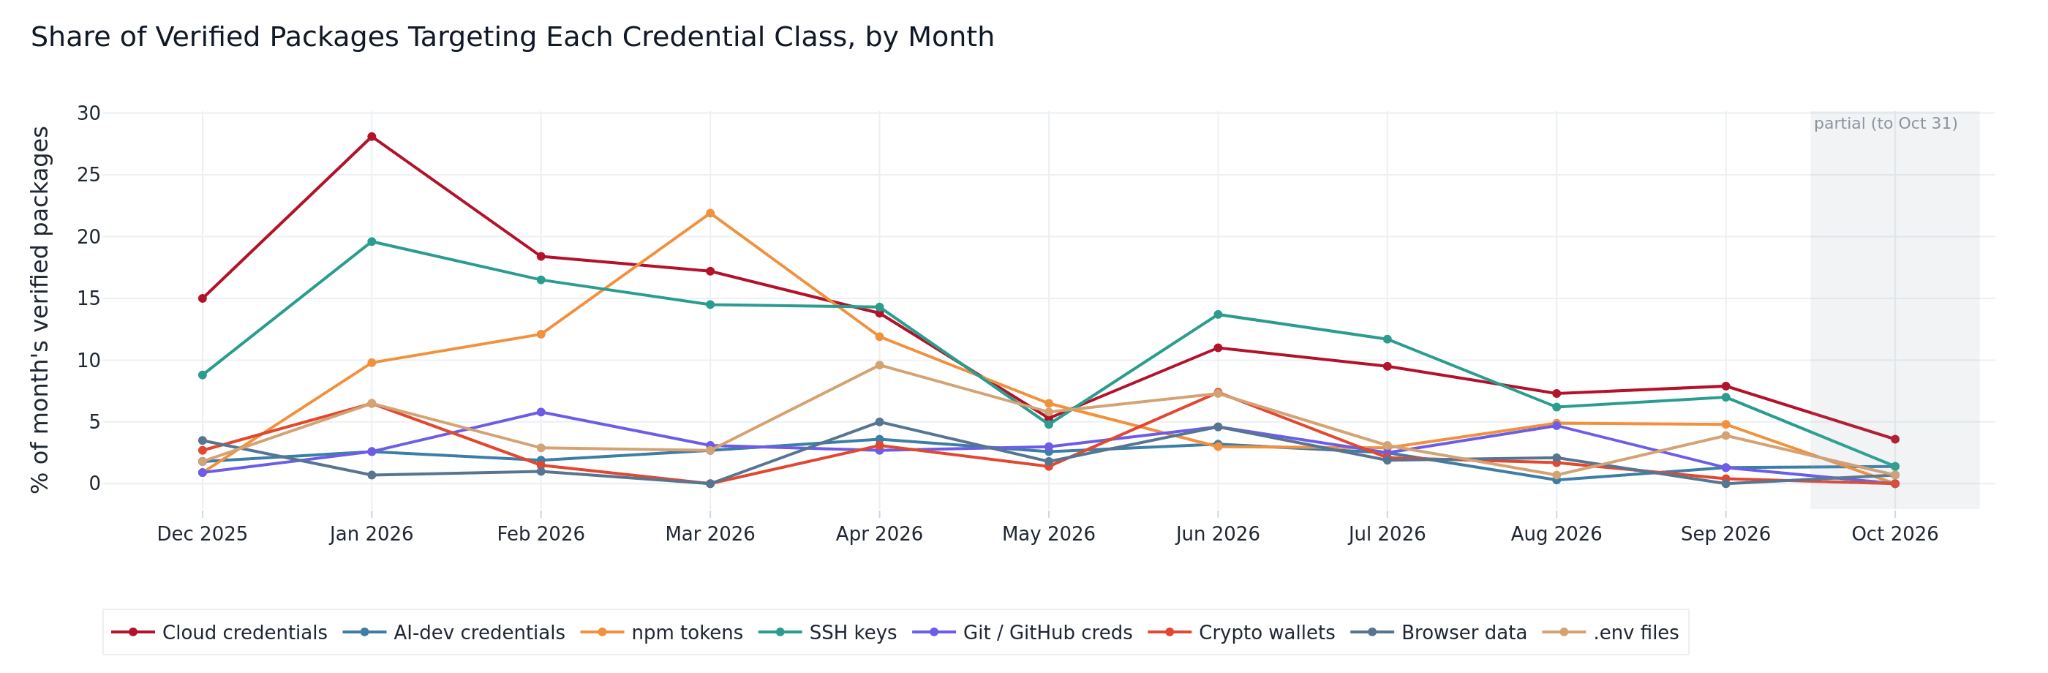 Share of Verified Packages Targeting Each Credential Class, by Month
% of month's verified packages
30
25
20
15
10
5
0
partial (to Oct 31)
Dec 2025 Jan 2026 Feb 2026 Mar 2026 Apr 2026 May 2026 Jun 2026 Jul 2026 Aug 2026 Sep 2026 Oct 2026
Cloud credentials AI-dev credentials npm tokens SSH keys Git / GitHub creds Crypto wallets Browser data .env files